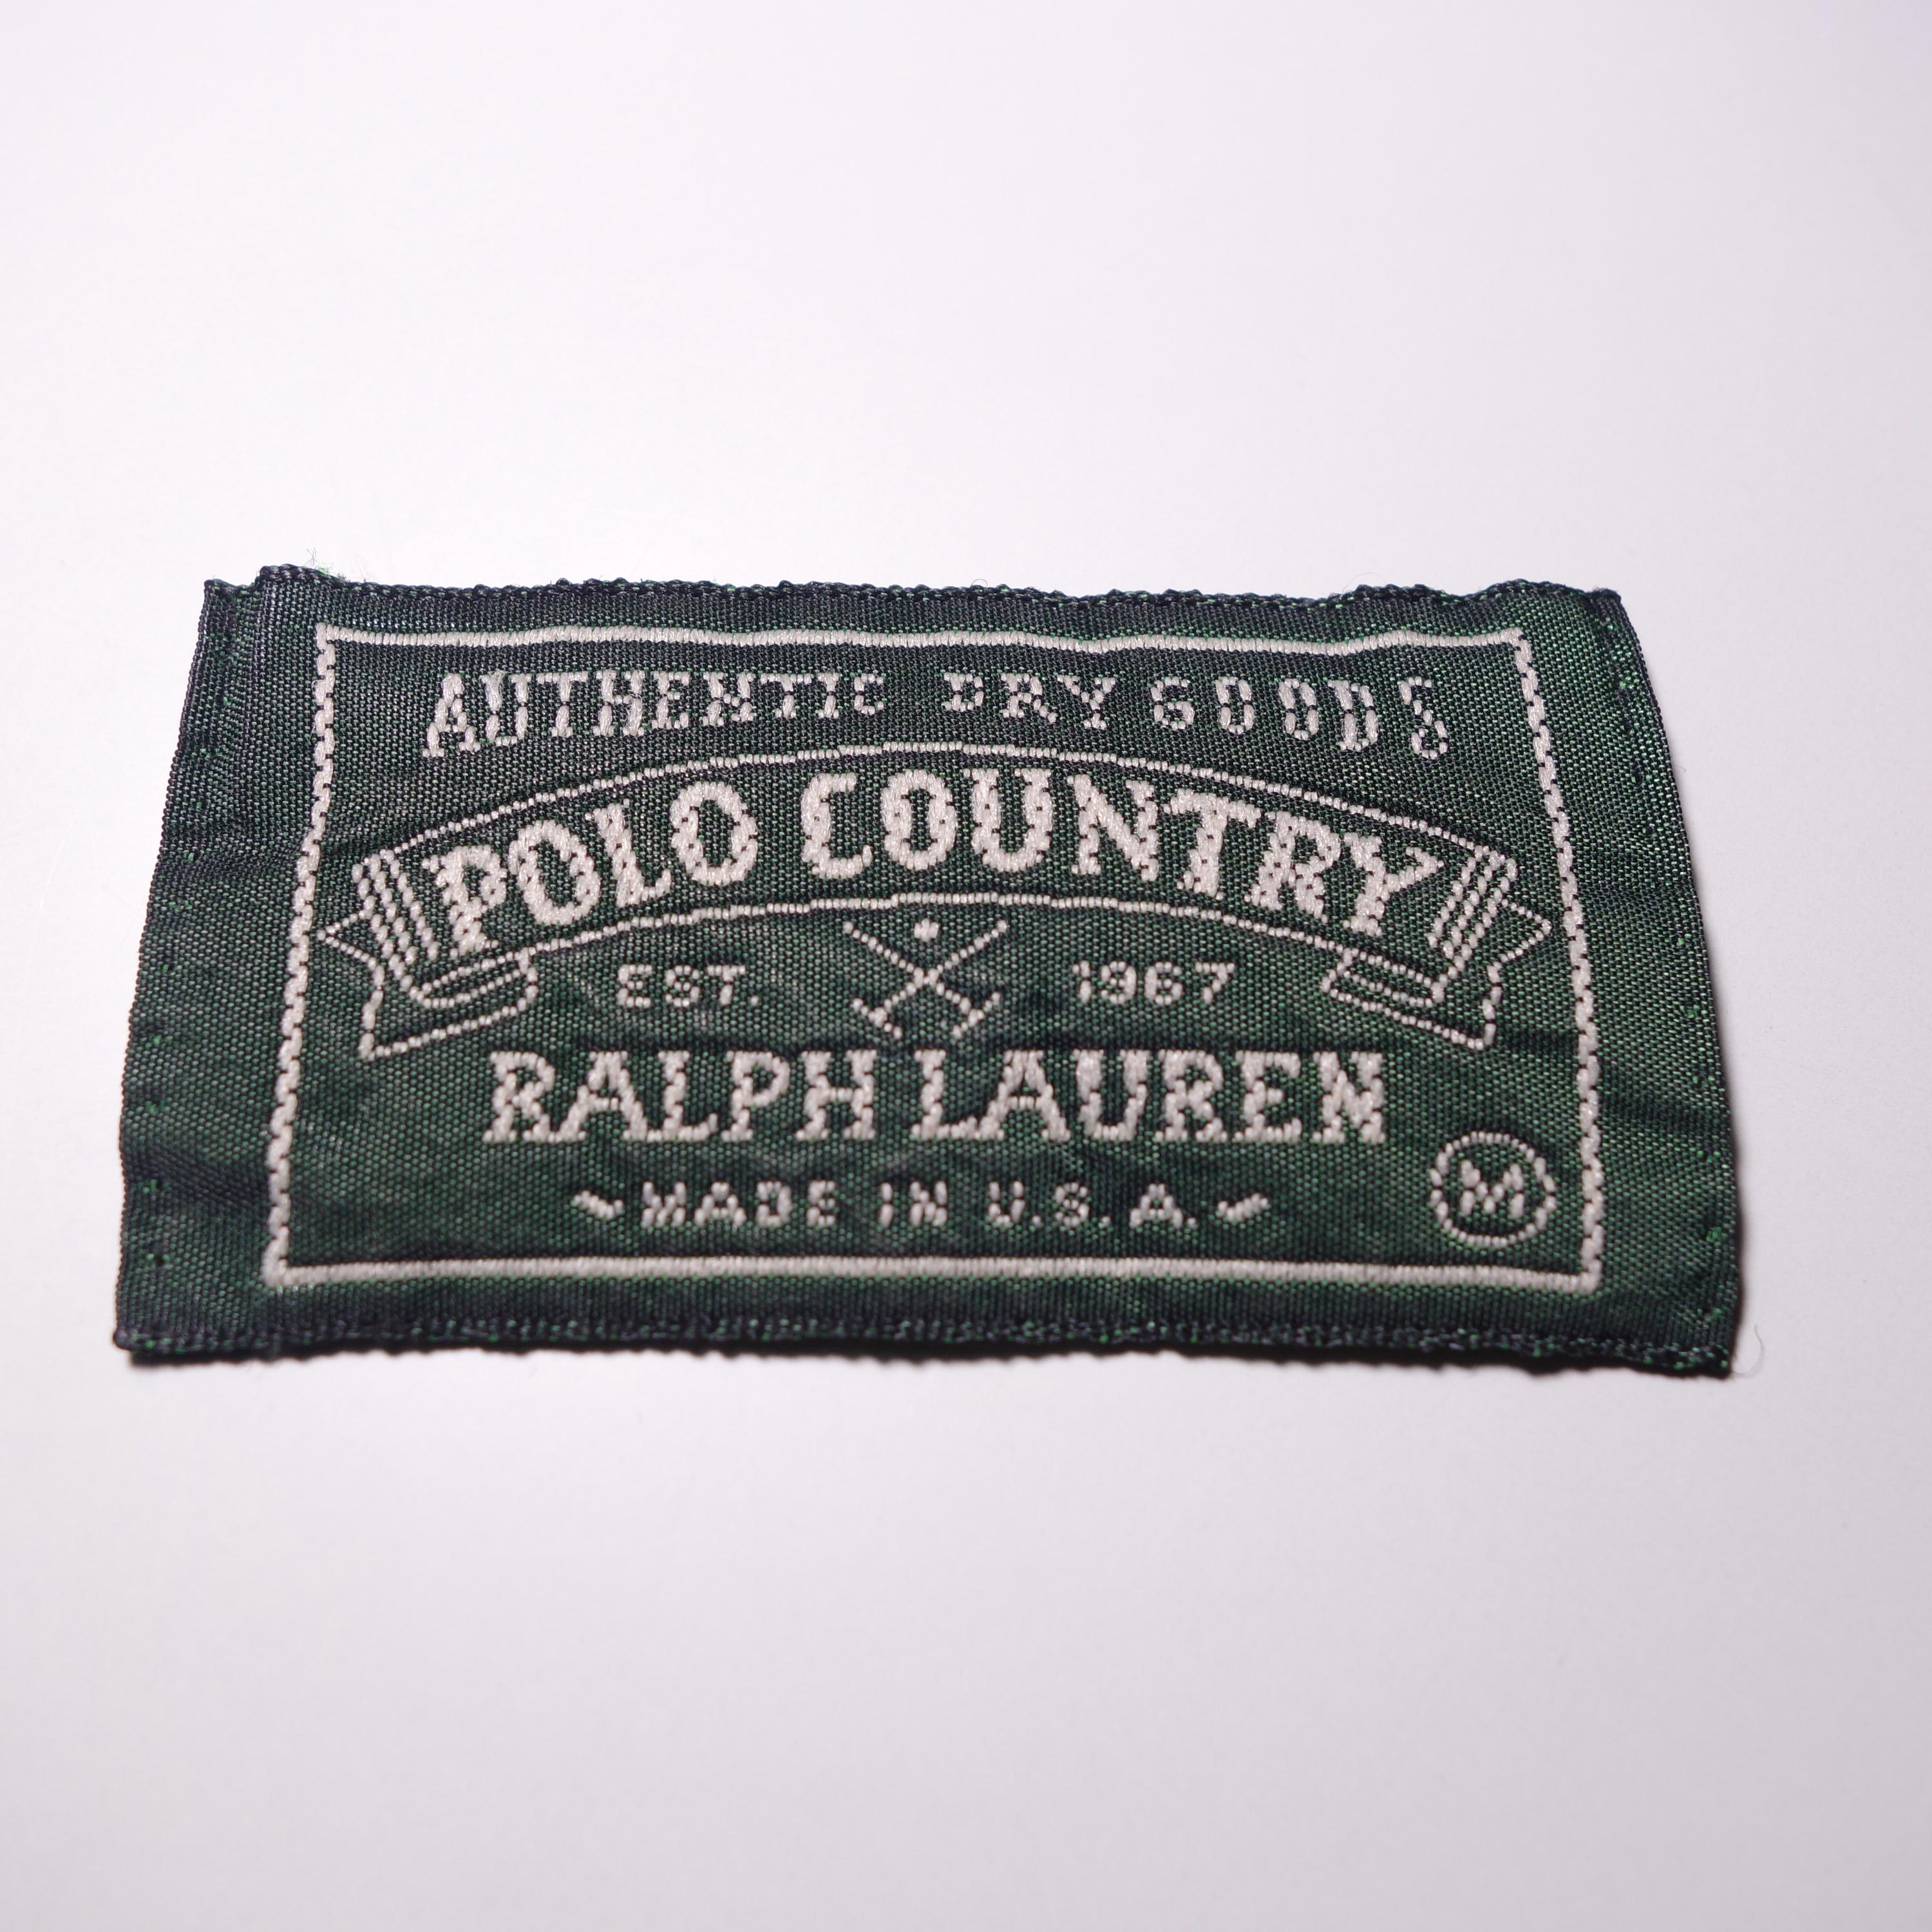 AUTHENTIC DRY GOODS
POLO COUNTRY
EST. 1967
RALPH LAUREN
MADE IN U.S.A.
M